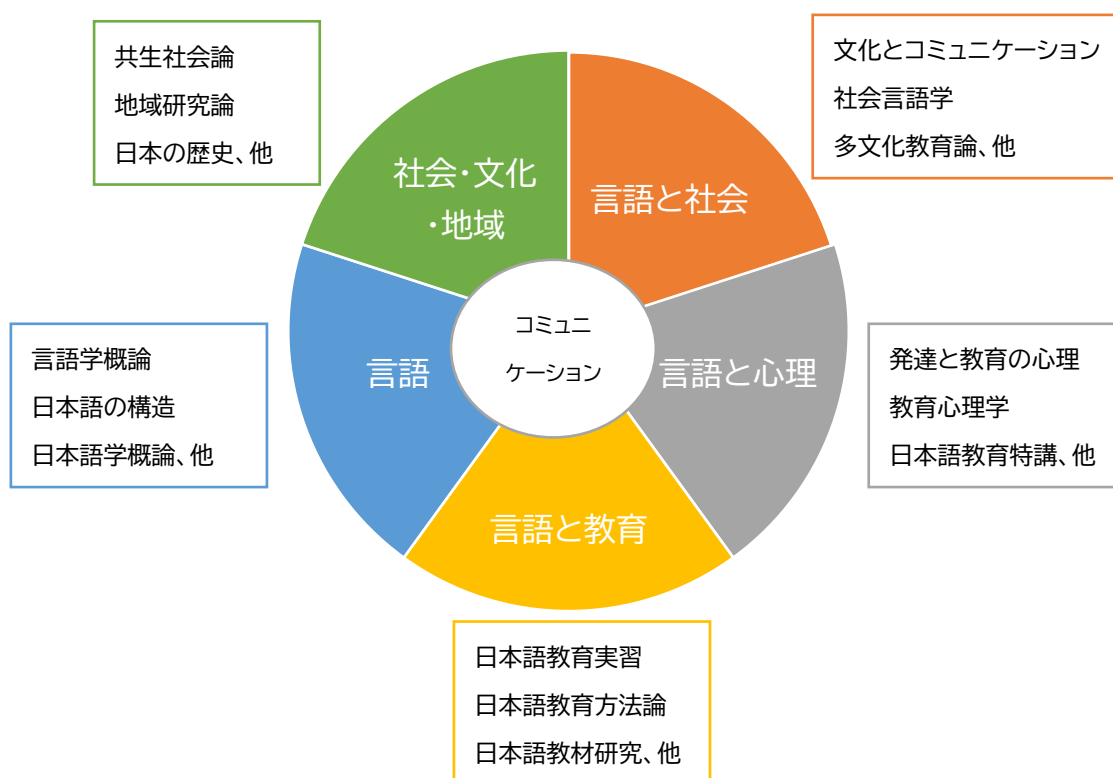 共生社会論
地域研究論
日本の歴史、他
文化とコミュニケーション
社会言語学
多文化教育論、他
社会・文化
・地域
言語と社会
コミュニ
ケーション
言語
言語と心理
言語学概論
日本語の構造
日本語学概論、他
発達と教育の心理
教育心理学
日本語教育特講、他
言語と教育
日本語教育実習
日本語教育方法論
日本語教材研究、他